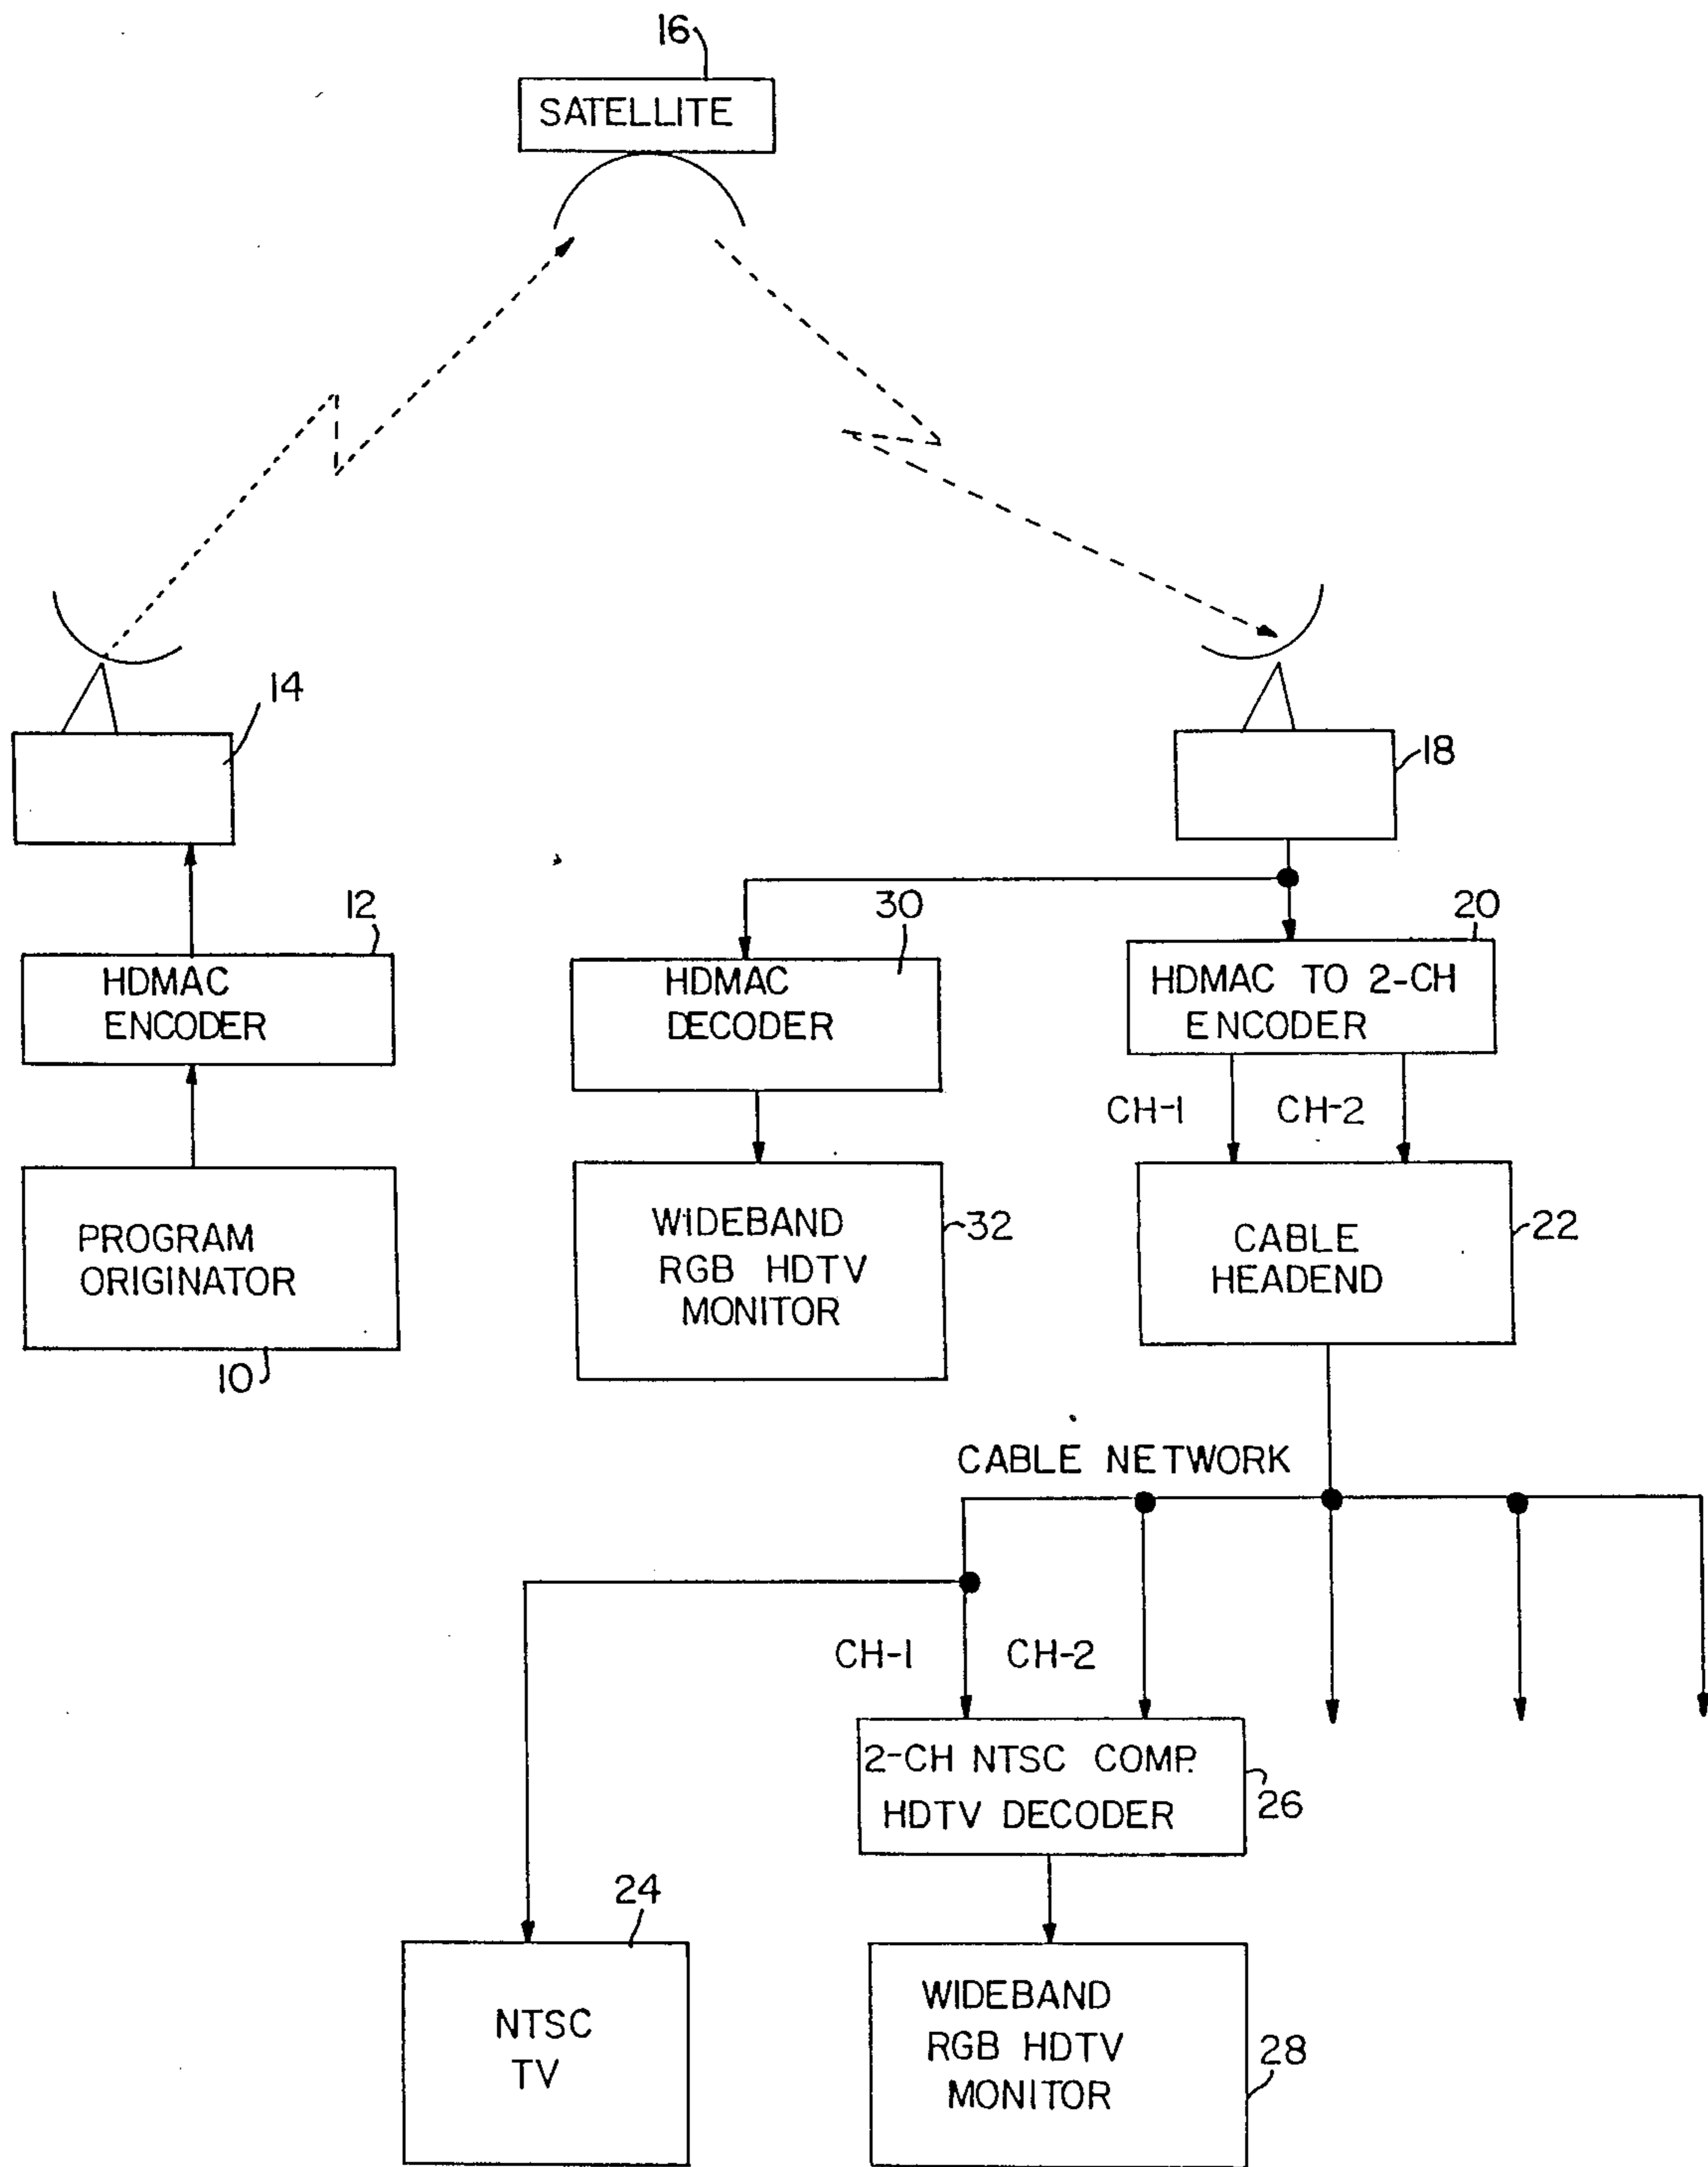 16
SATELLITE
14
18
12
30
20
HDMAC
ENCODER
HDMAC
DECODER
HDMAC TO 2-CH
ENCODER
CH-1
CH-2
PROGRAM
ORIGINATOR
10
WIDEBAND
RGB HDTV
MONITOR
32
CABLE
HEADEND
22
CABLE NETWORK
CH-1
CH-2
2-CH NTSC COMP.
HDTV DECODER
26
24
NTSC
TV
WIDEBAND
RGB HDTV
MONITOR
28